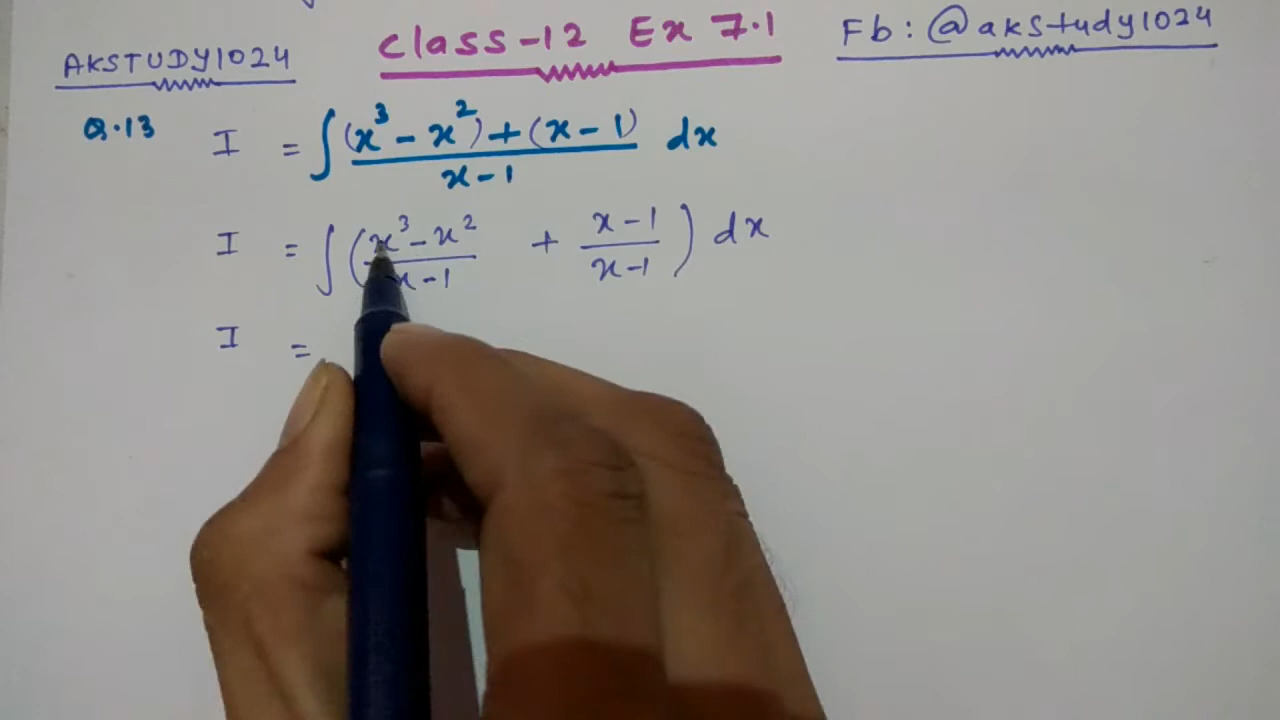 AKSTUDY1024
Class-12 Ex 7.1
Fb: @akstudy1024
Q.13 I = ∫ (x³ - x²) + (x - 1) / x - 1 dx
I = ∫ ( x³ - x² / x - 1 + x - 1 / x - 1 ) dx
I =